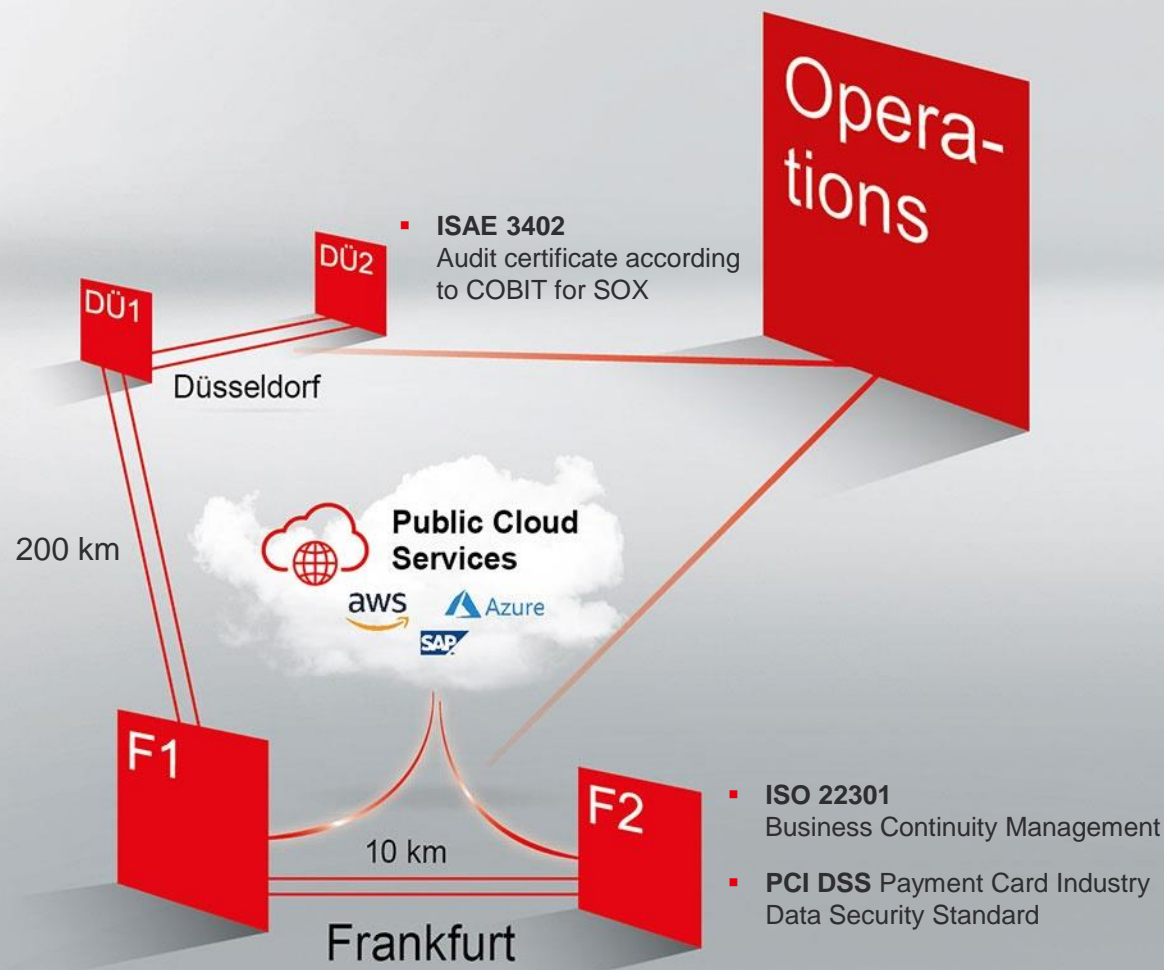 Opera-
tions
ISAE 3402
Audit certificate according
to COBIT for SOX
DÜ2
DÜ1
Düsseldorf
200 km
Public Cloud
Services
aws
Azure
SAP
F1
F2
10 km
Frankfurt
ISO 22301
Business Continuity Management
PCI DSS Payment Card Industry
Data Security Standard